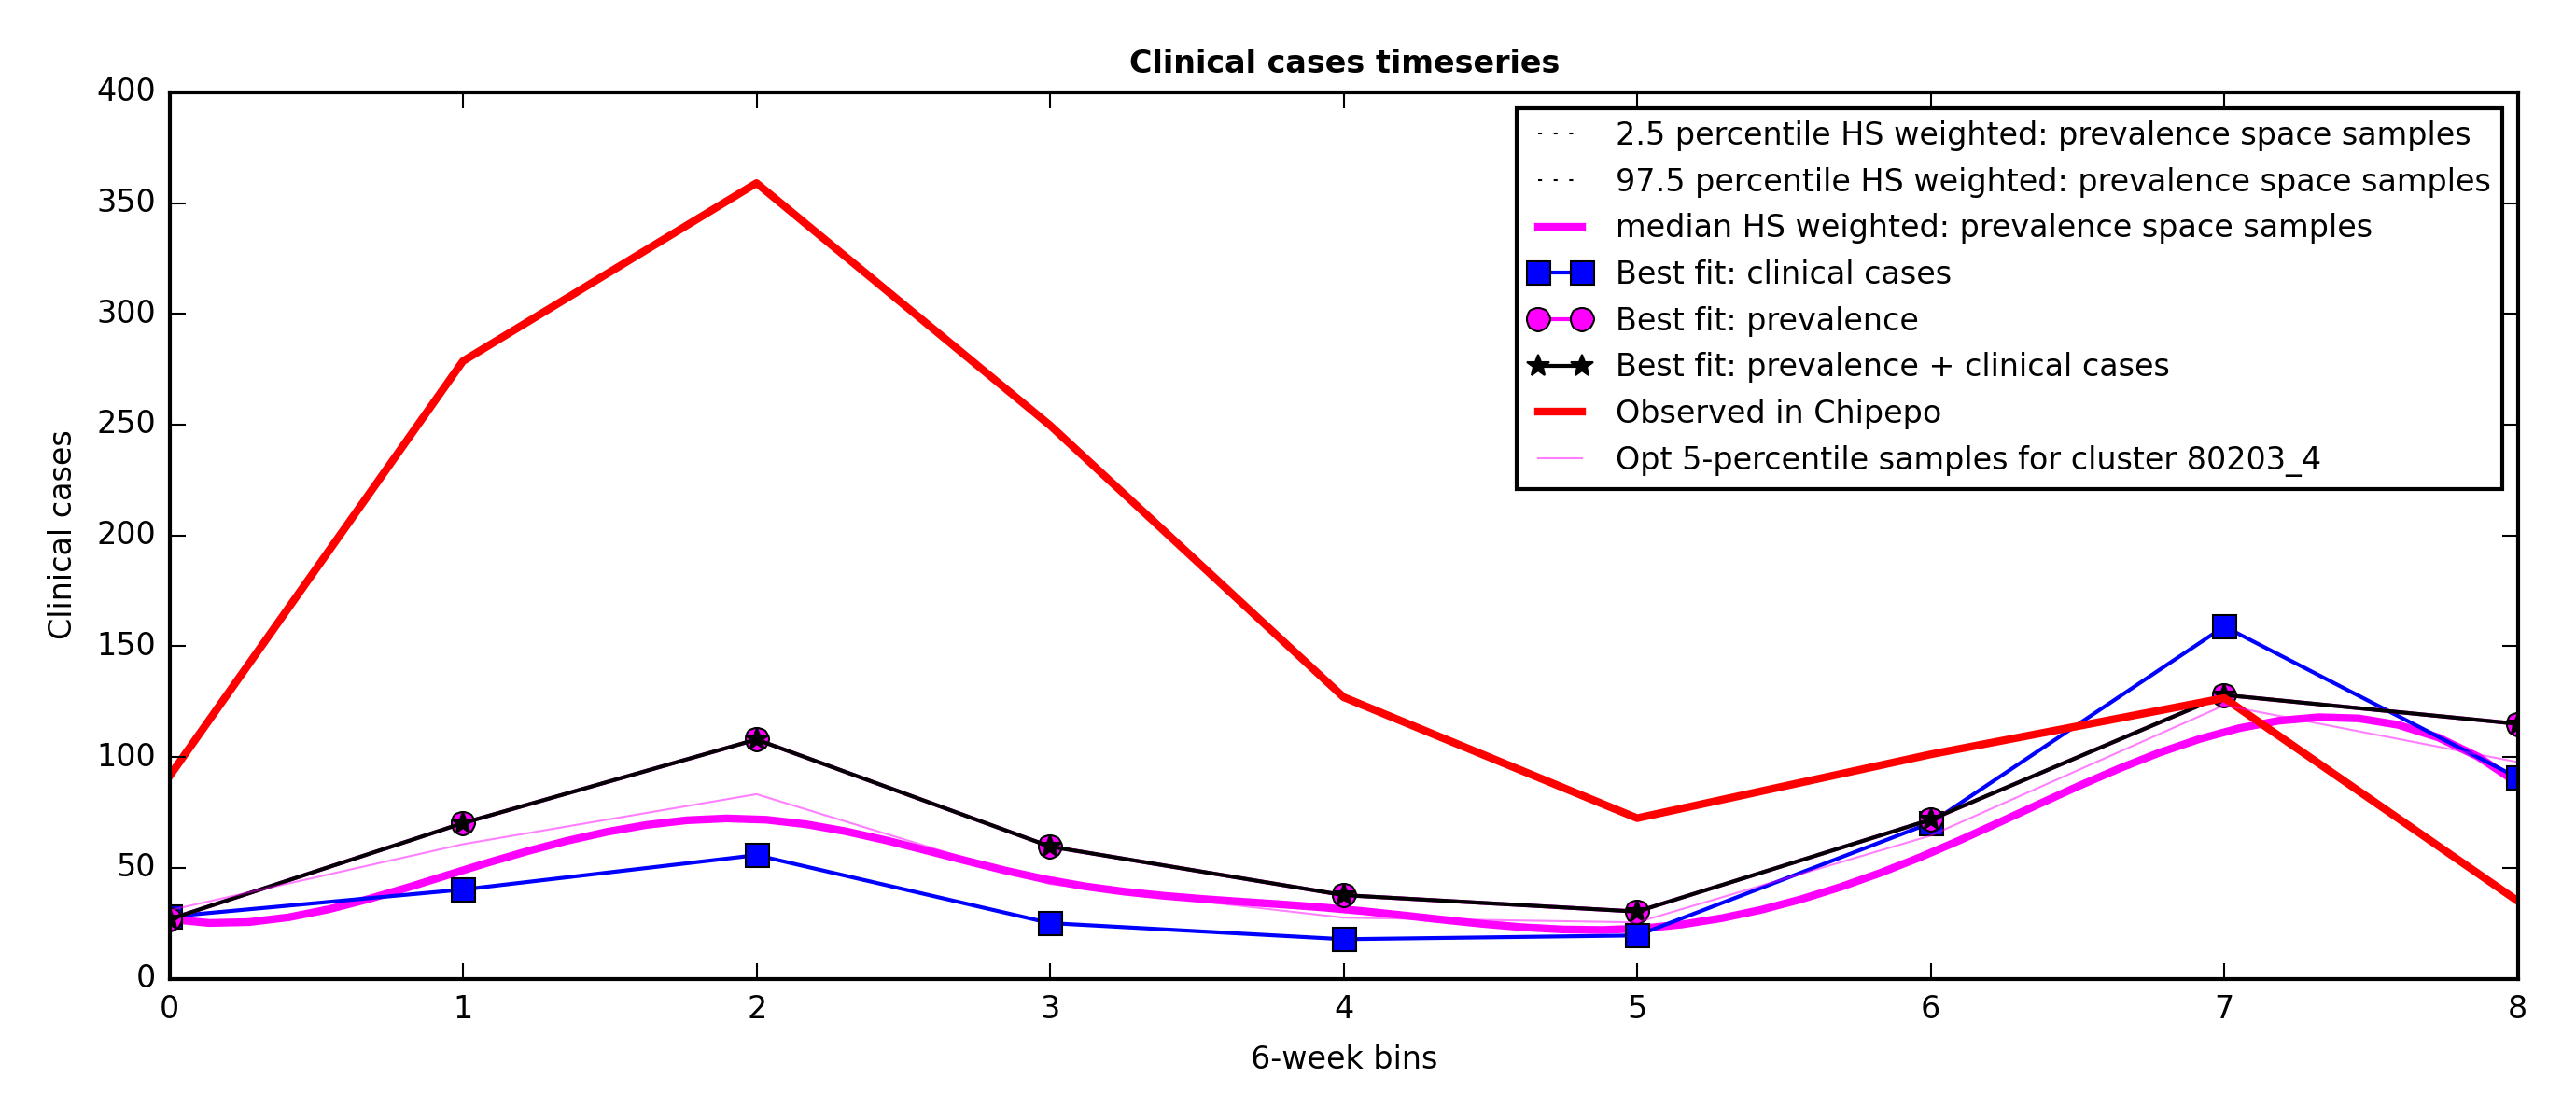 Clinical cases timeseries
400
350
300
250
200
150
100
50
0
Clinical cases
2.5 percentile HS weighted: prevalence space samples
97.5 percentile HS weighted: prevalence space samples
median HS weighted: prevalence space samples
Best fit: clinical cases
Best fit: prevalence
Best fit: prevalence + clinical cases
Observed in Chipepo
Opt 5-percentile samples for cluster 80203_4
0 1 2 3 4 5 6 7 8
6-week bins